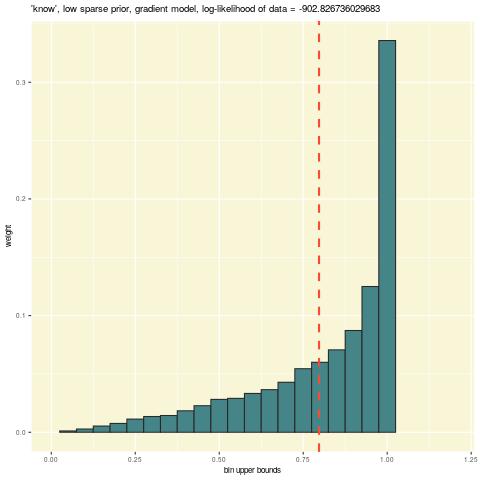 'know', low sparse prior, gradient model, log-likelihood of data = -902.826736029683
0.3
0.2
weight
0.1
0.0
0.00 0.25 0.50 0.75 1.00 1.25
bin upper bounds